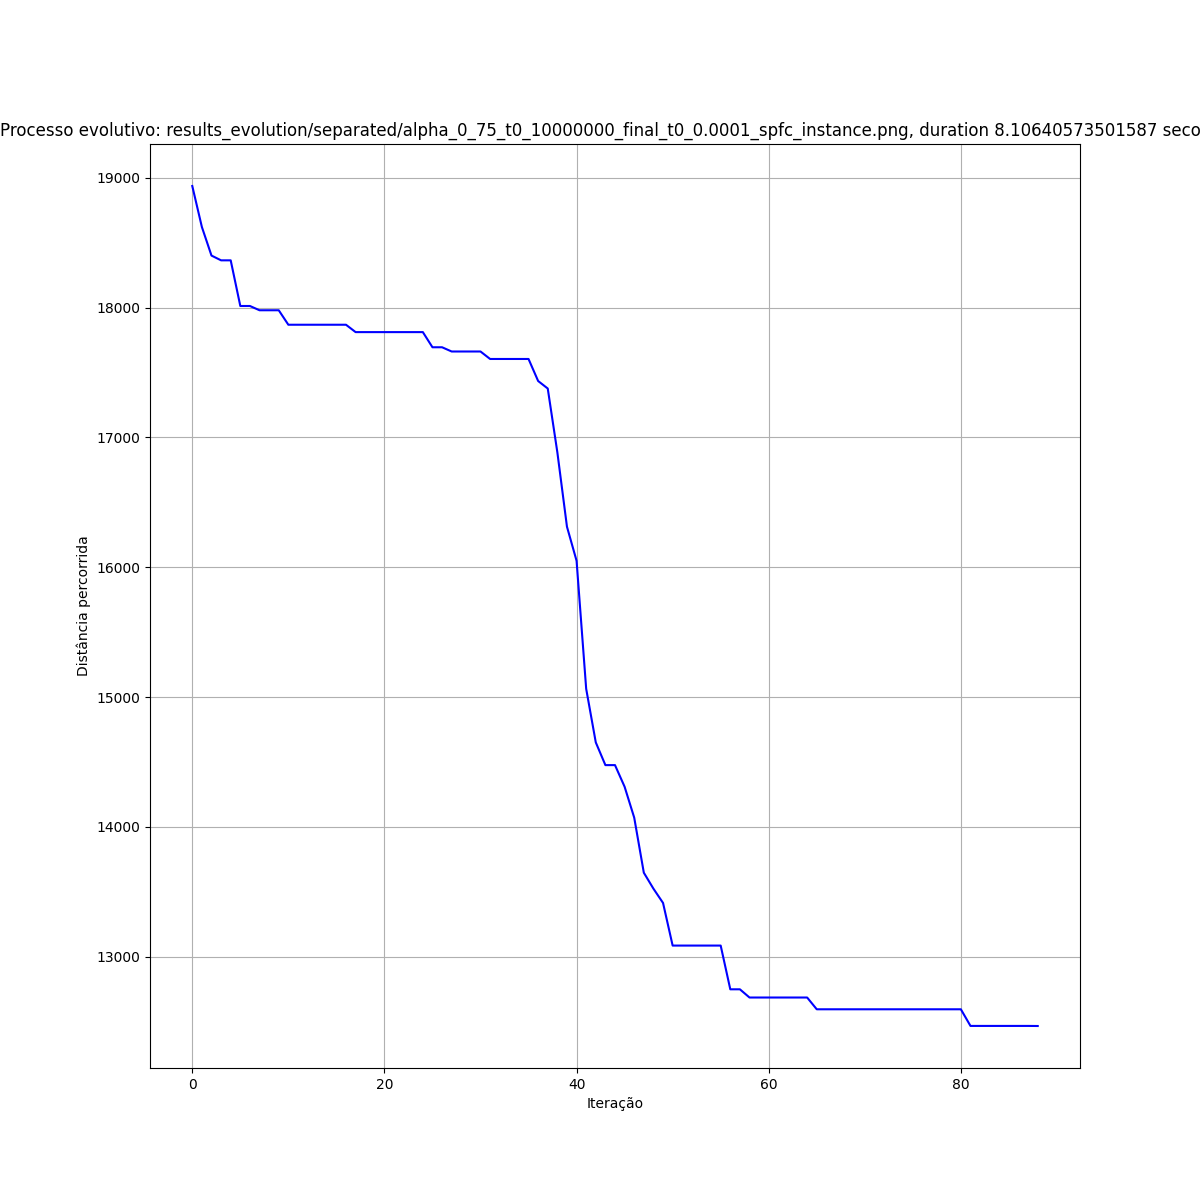 Processo evolutivo: results_evolution/separated/alpha_0_75_t0_10000000_final_t0_0.0001_spfc_instance.png, duration 8.10640573501587 seco
19000
18000
17000
16000
15000
14000
13000
Distância percorrida
0 20 40 60 80
Iteração